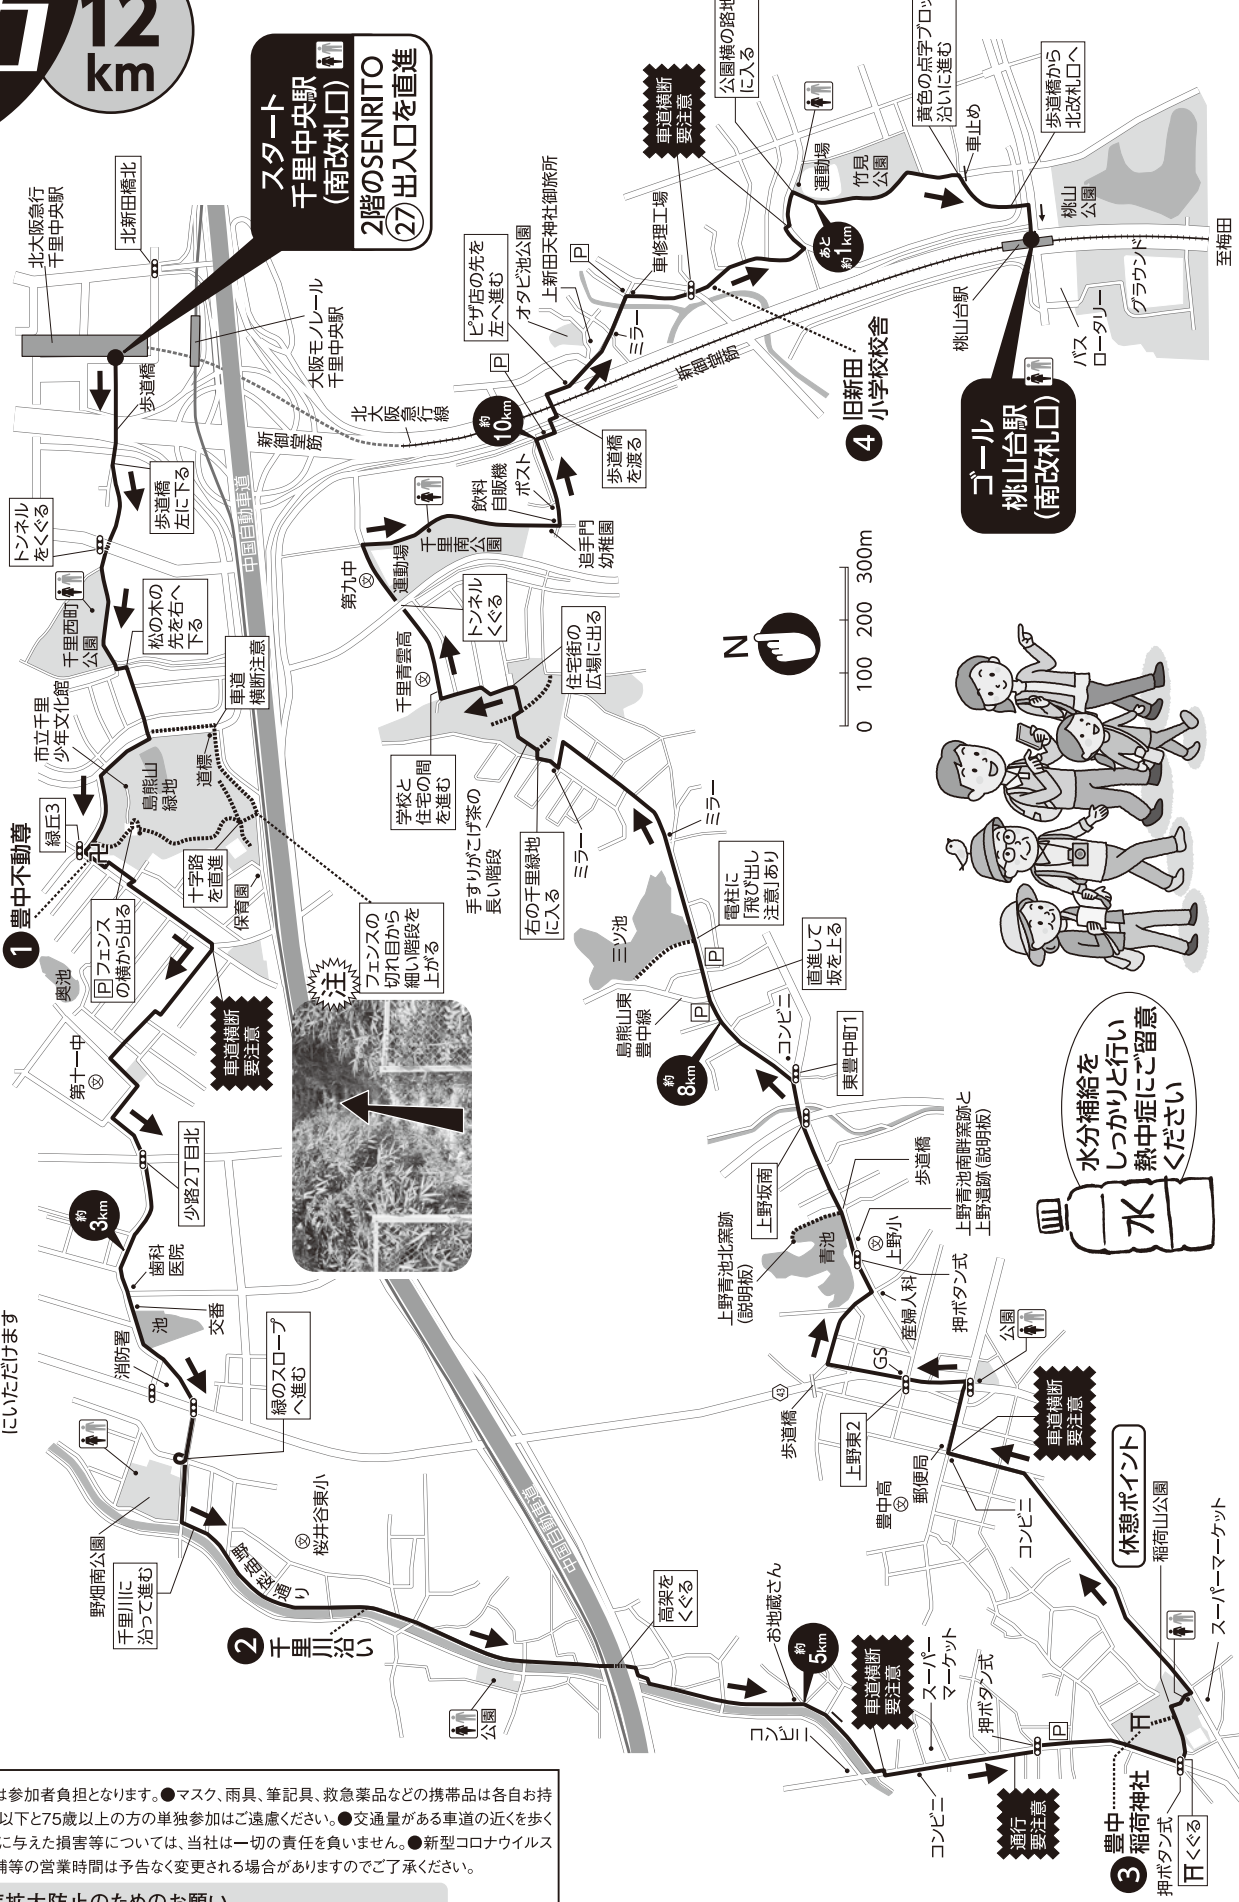 12
km
スタート
千里中央駅
(南改札口)
2階のSENRITO
㉗出入口を直進
北大阪急行
千里中央駅
北新田橋北
大阪モノレール
千里中央駅
歩道橋
新御堂筋
北大阪急行線
中国自動車道
歩道橋
左に下る
トンネル
をくぐる
千里西町
公園
松の木の
先を右へ
下る
車道
横断注意
市立千里
少年文化館
島熊山
緑地
道標
緑丘3
1 豊中不動尊
十字路
を直進
保育園
P フェンス
の横から出る
奥池
注
フェンスの
切れ目から
細い階段を
上がる
車道横断
要注意
第十一中
文
少路2丁目北
約
3km
歯科
医院
池
交番
消防署
緑のスロープ
へ進む
にいただけます
野畑南公園
千里川に
沿って進む
野畑桜通り
文
桜井谷東小
2 千里川沿い
公園
中国自動車道
高架を
くぐる
お地蔵さん
約
5km
コンビニ
車道横断
要注意
スーパー
マーケット
コンビニ
押ボタン式
P
通行
要注意
3 豊中
稲荷神社
押ボタン式
くぐる
休憩ポイント
稲荷山公園
スーパーマーケット
コンビニ
車道横断
要注意
郵便局
豊中高
文
上野東2
公園
GS
43
歩道橋
押ボタン式
産婦人科
上野小
文
青池
上野青池北窯跡
(説明板)
上野青池南畔窯跡と
上野遺跡(説明板)
歩道橋
上野坂南
東豊中町1
コンビニ
約
8km
島熊山東
豊中線
P
P
直進して
坂を上る
三ツ池
電柱に
「飛び出し
注意」あり
ミラー
ミラー
右の千里緑地
に入る
手すりがこげ茶の
長い階段
学校と
住宅の間
を進む
住宅街の
広場に出る
千里青雲高
文
トンネル
くぐる
第九中
文
運動場
千里南公園
追手門
幼稚園
飲料
自販機
ポスト
約
10km
歩道橋
を渡る
P
ピザ店の先を
左へ進む
オタビ池公園
上新田天神社御旅所
ミラー
P
車修理工場
新御堂筋
4 旧新田
小学校校舎
車道横断
要注意
公園横の路地
に入る
あと
約1km
運動場
竹見
公園
黄色の点字ブロッ
沿いに進む
車止め
歩道橋から
北改札口へ
桃山
公園
桃山台駅
バス
ロータリー
グラウンド
至梅田
ゴール
桃山台駅
(南改札口)
N
0 100 200 300m
水分補給を
しっかりと行い
熱中症にご留意
ください
水
は参加者負担となります。●マスク、雨具、筆記具、救急薬品などの携帯品は各自お持
以下と75歳以上の方の単独参加はご遠慮ください。●交通量がある車道の近くを歩く
に与えた損害等については、当社は一切の責任を負いません。●新型コロナウイルス
舗等の営業時間は予告なく変更される場合がありますのでご了承ください。
拡大防止のためのお願い